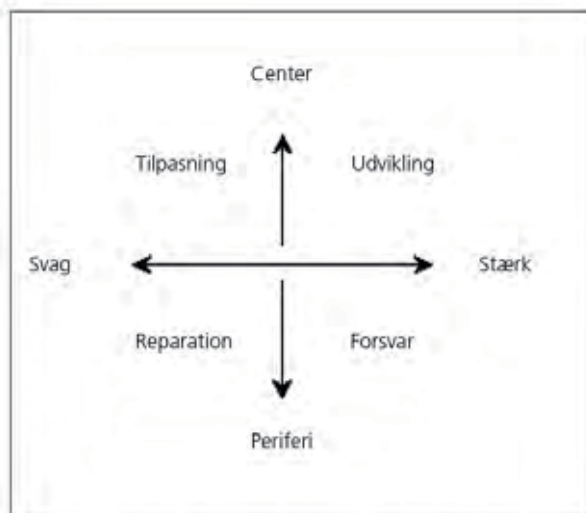 Center
Tilpasning Udvikling
Svag Stærk
Reparation Forsvar
Periferi